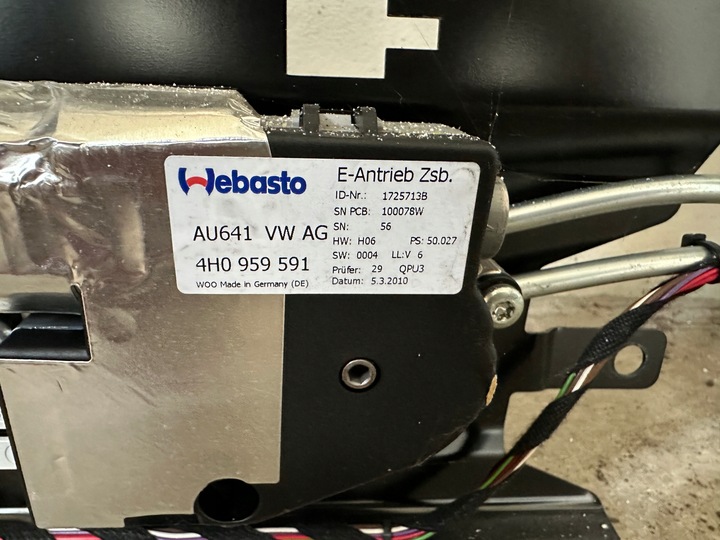 Webasto
E-Antrieb Zsb.
ID-Nr.: 1725713B
SN PCB: 100078W
SN: 56
HW: H06 PS: 50.027
SW: 0004 LL:V 6
Prüfer: 29 QPU3
Datum: 5.3.2010
AU641 VW AG
4H0 959 591
WOO Made in Germany (DE)